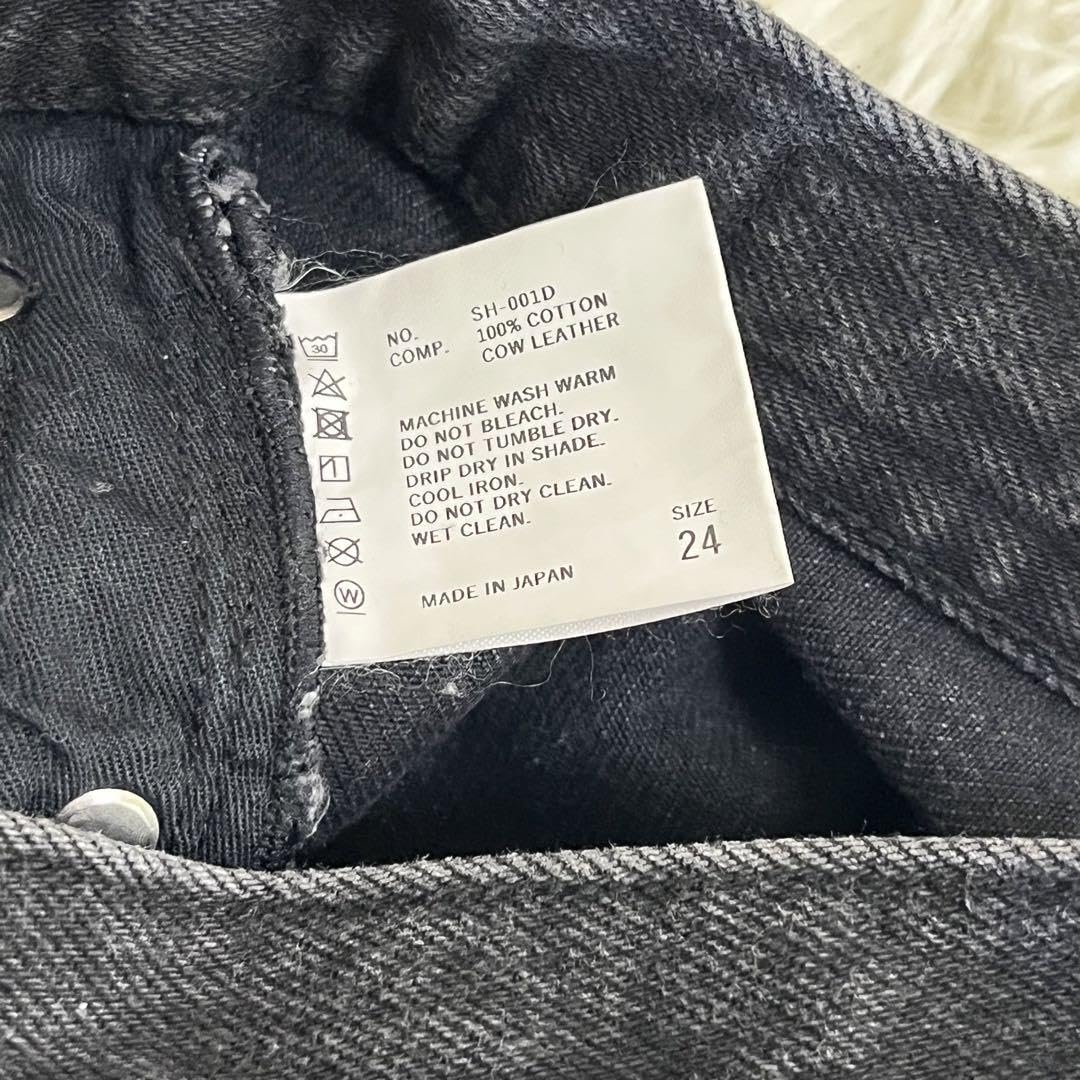 NO. SH-001D
COMP. 100% COTTON
COW LEATHER
30
MACHINE WASH WARM
DO NOT BLEACH.
DO NOT TUMBLE DRY.
DRIP DRY IN SHADE.
COOL IRON.
DO NOT DRY CLEAN.
WET CLEAN.
W
SIZE
24
MADE IN JAPAN